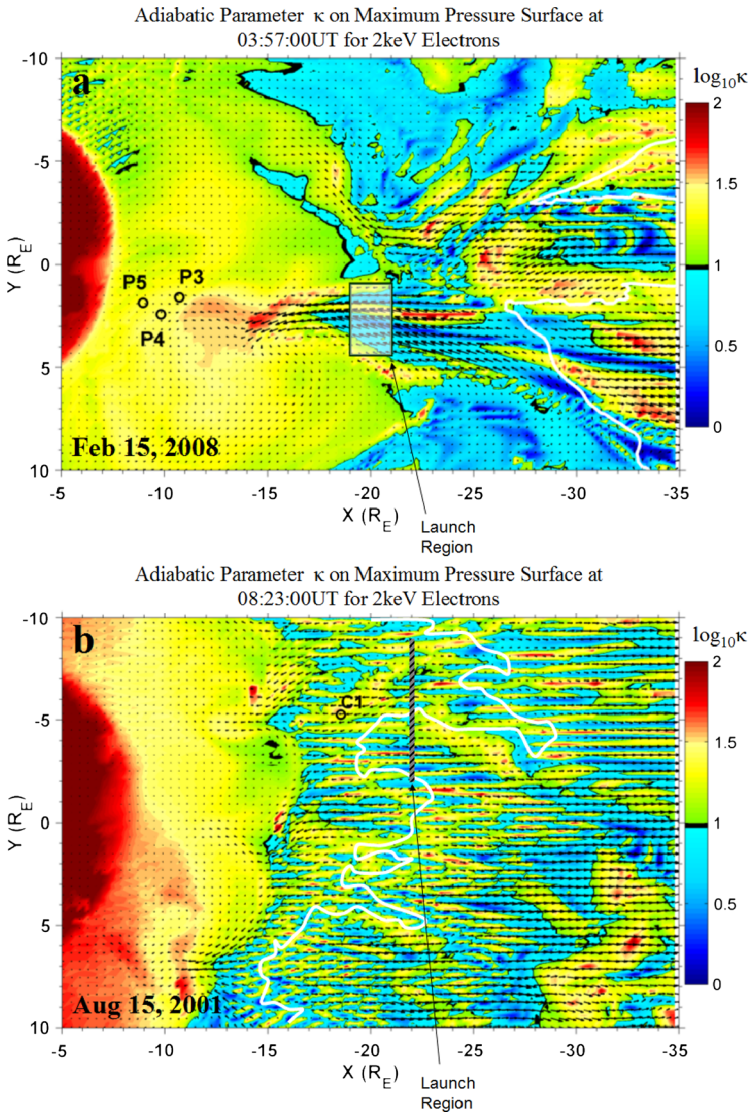 Adiabatic Parameter κ on Maximum Pressure Surface at
03:57:00UT for 2keV Electrons
a
log10κ
-10
-5
0
5
10
Y (RE)
P5
P3
P4
Feb 15, 2008
2
1.5
1
0.5
0
-5
-10
-15
-20
-25
-30
-35
X (RE)
Launch
Region
Adiabatic Parameter κ on Maximum Pressure Surface at
08:23:00UT for 2keV Electrons
b
log10κ
-10
-5
0
5
10
Y (RE)
C1
Aug 15, 2001
2
1.5
1
0.5
0
-5
-10
-15
-20
-25
-30
-35
X (RE)
Launch
Region